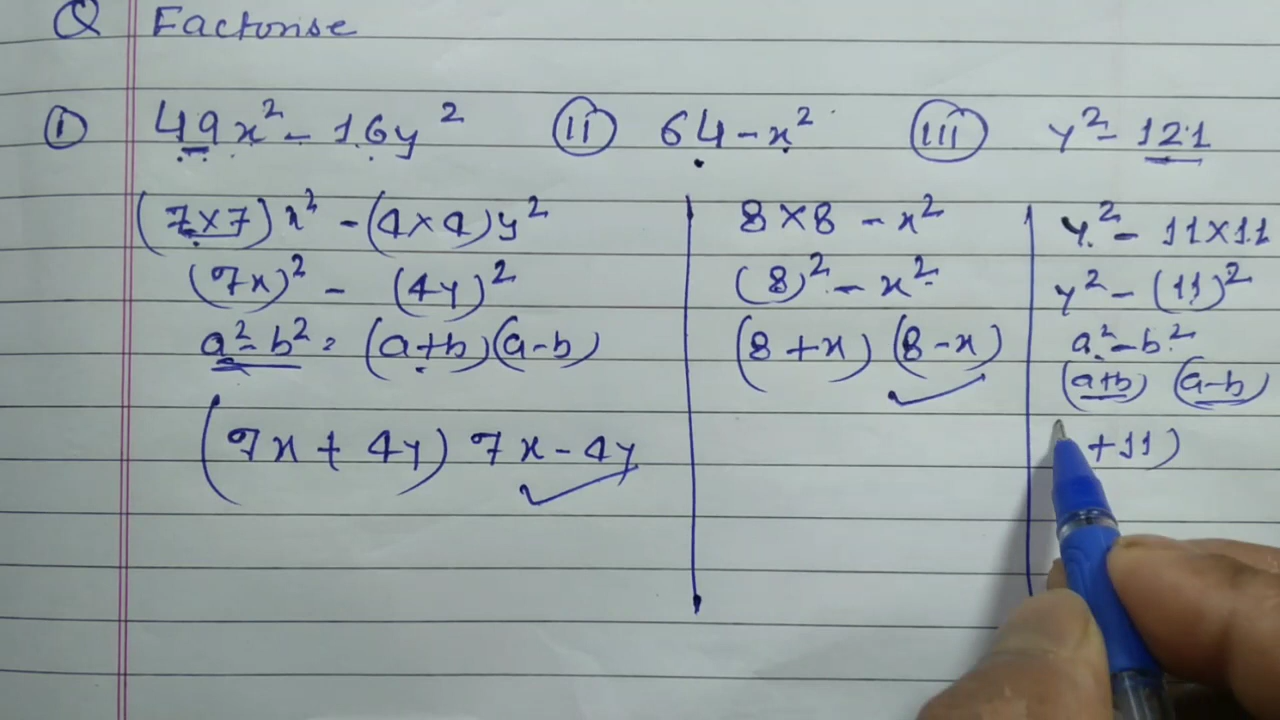 Q Factorise
(i) 49x² - 16y² (ii) 64 - x² (iii) y² - 121
(7×7)x² - (4×4)y²
(7x)² - (4y)²
a² - b² = (a+b)(a-b)
(7x + 4y) 7x - 4y
8×8 - x²
(8)² - x²
(8 + x) (8 - x)
y² - 11×11
y² - (11)²
a² - b²
(a+b) (a-b)
+11)